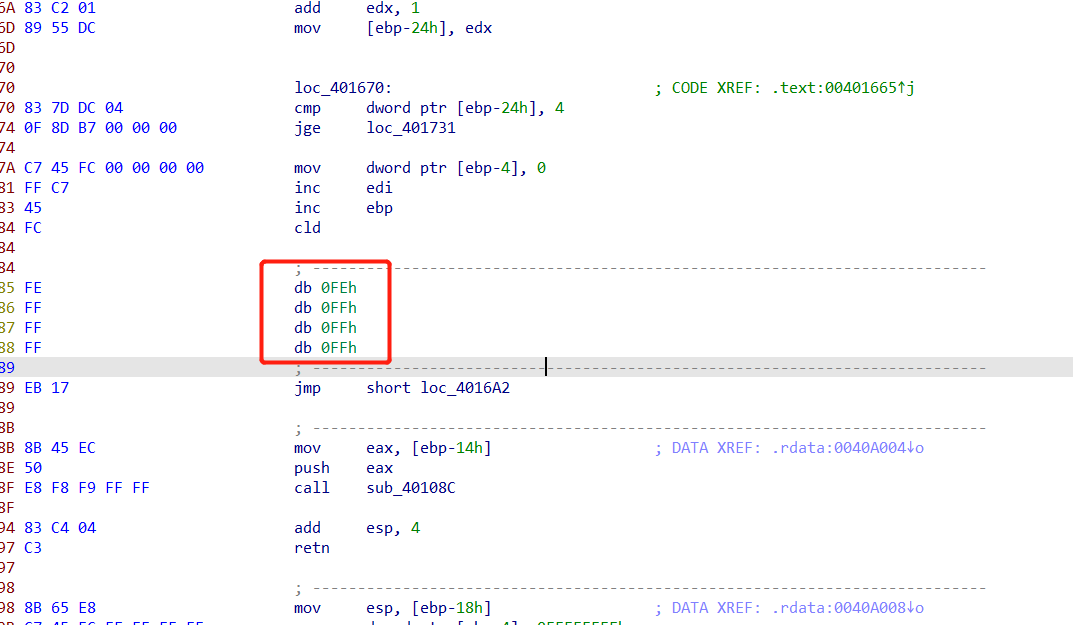 6A 83 C2 01 add edx, 1
6D 89 55 DC mov [ebp-24h], edx
6D
70
70 loc_401670: ; CODE XREF: .text:00401665↑j
70 83 7D DC 04 cmp dword ptr [ebp-24h], 4
74 0F 8D B7 00 00 00 jge loc_401731
74
7A C7 45 FC 00 00 00 00 mov dword ptr [ebp-4], 0
81 FF C7 inc edi
83 45 inc ebp
84 FC cld
84
84 ; ---------------------------------------------------------------------------
85 FE db 0FEh
86 FF db 0FFh
87 FF db 0FFh
88 FF db 0FFh
89 ; ---------------------------------------------------------------------------
89 EB 17 jmp short loc_4016A2
89
8B ; ---------------------------------------------------------------------------
8B 8B 45 EC mov eax, [ebp-14h] ; DATA XREF: .rdata:0040A004↓o
8E 50 push eax
8F E8 F8 F9 FF FF call sub_40108C
8F
94 83 C4 04 add esp, 4
97 C3 retn
97
98 ; ---------------------------------------------------------------------------
98 8B 65 E8 mov esp, [ebp-18h] ; DATA XREF: .rdata:0040A008↓o